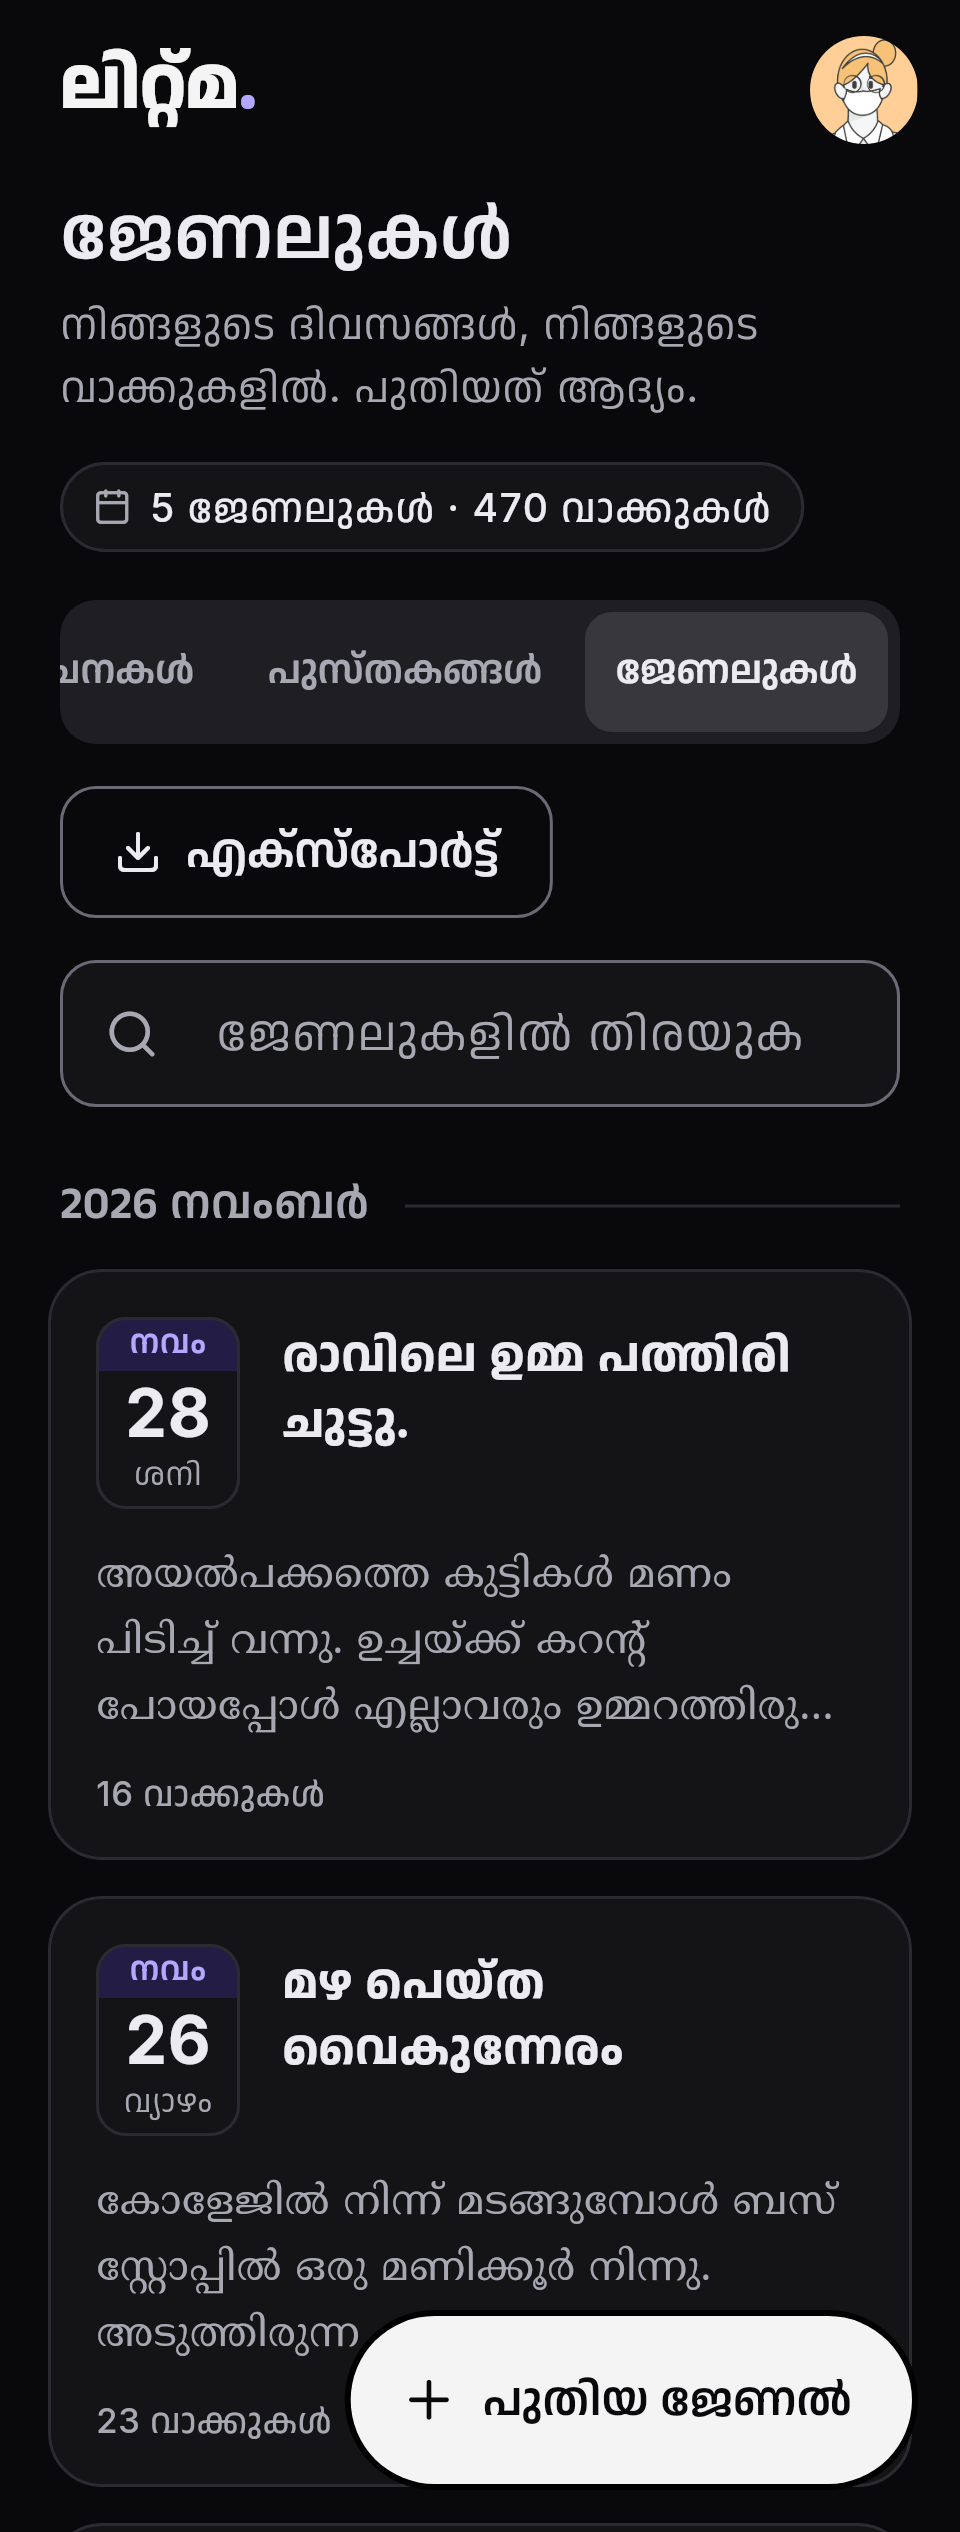 ലിറ്റ്മ.
ജേണലുകൾ
നിങ്ങളുടെ ദിവസങ്ങൾ, നിങ്ങളുടെ
വാക്കുകളിൽ. പുതിയത് ആദ്യം.
5 ജേണലുകൾ · 470 വാക്കുകൾ
പുസ്തകങ്ങൾ ജേണലുകൾ
എക്സ്പോർട്ട്
ജേണലുകളിൽ തിരയുക
2026 നവംബർ
നവം
28
ശനി
രാവിലെ ഉമ്മ പത്തിരി
ചുട്ടു.
അയൽപക്കത്തെ കുട്ടികൾ മണം
പിടിച്ച് വന്നു. ഉച്ചയ്ക്ക് കറന്റ്
പോയപ്പോൾ എല്ലാവരും ഉമ്മറത്തിരു...
16 വാക്കുകൾ
നവം
26
വ്യാഴം
മഴ പെയ്ത
വൈകുന്നേരം
കോളേജിൽ നിന്ന് മടങ്ങുമ്പോൾ ബസ്
സ്റ്റോപ്പിൽ ഒരു മണിക്കൂർ നിന്നു.
അടുത്തിരുന്ന
23 വാക്കുകൾ
പുതിയ ജേണൽ